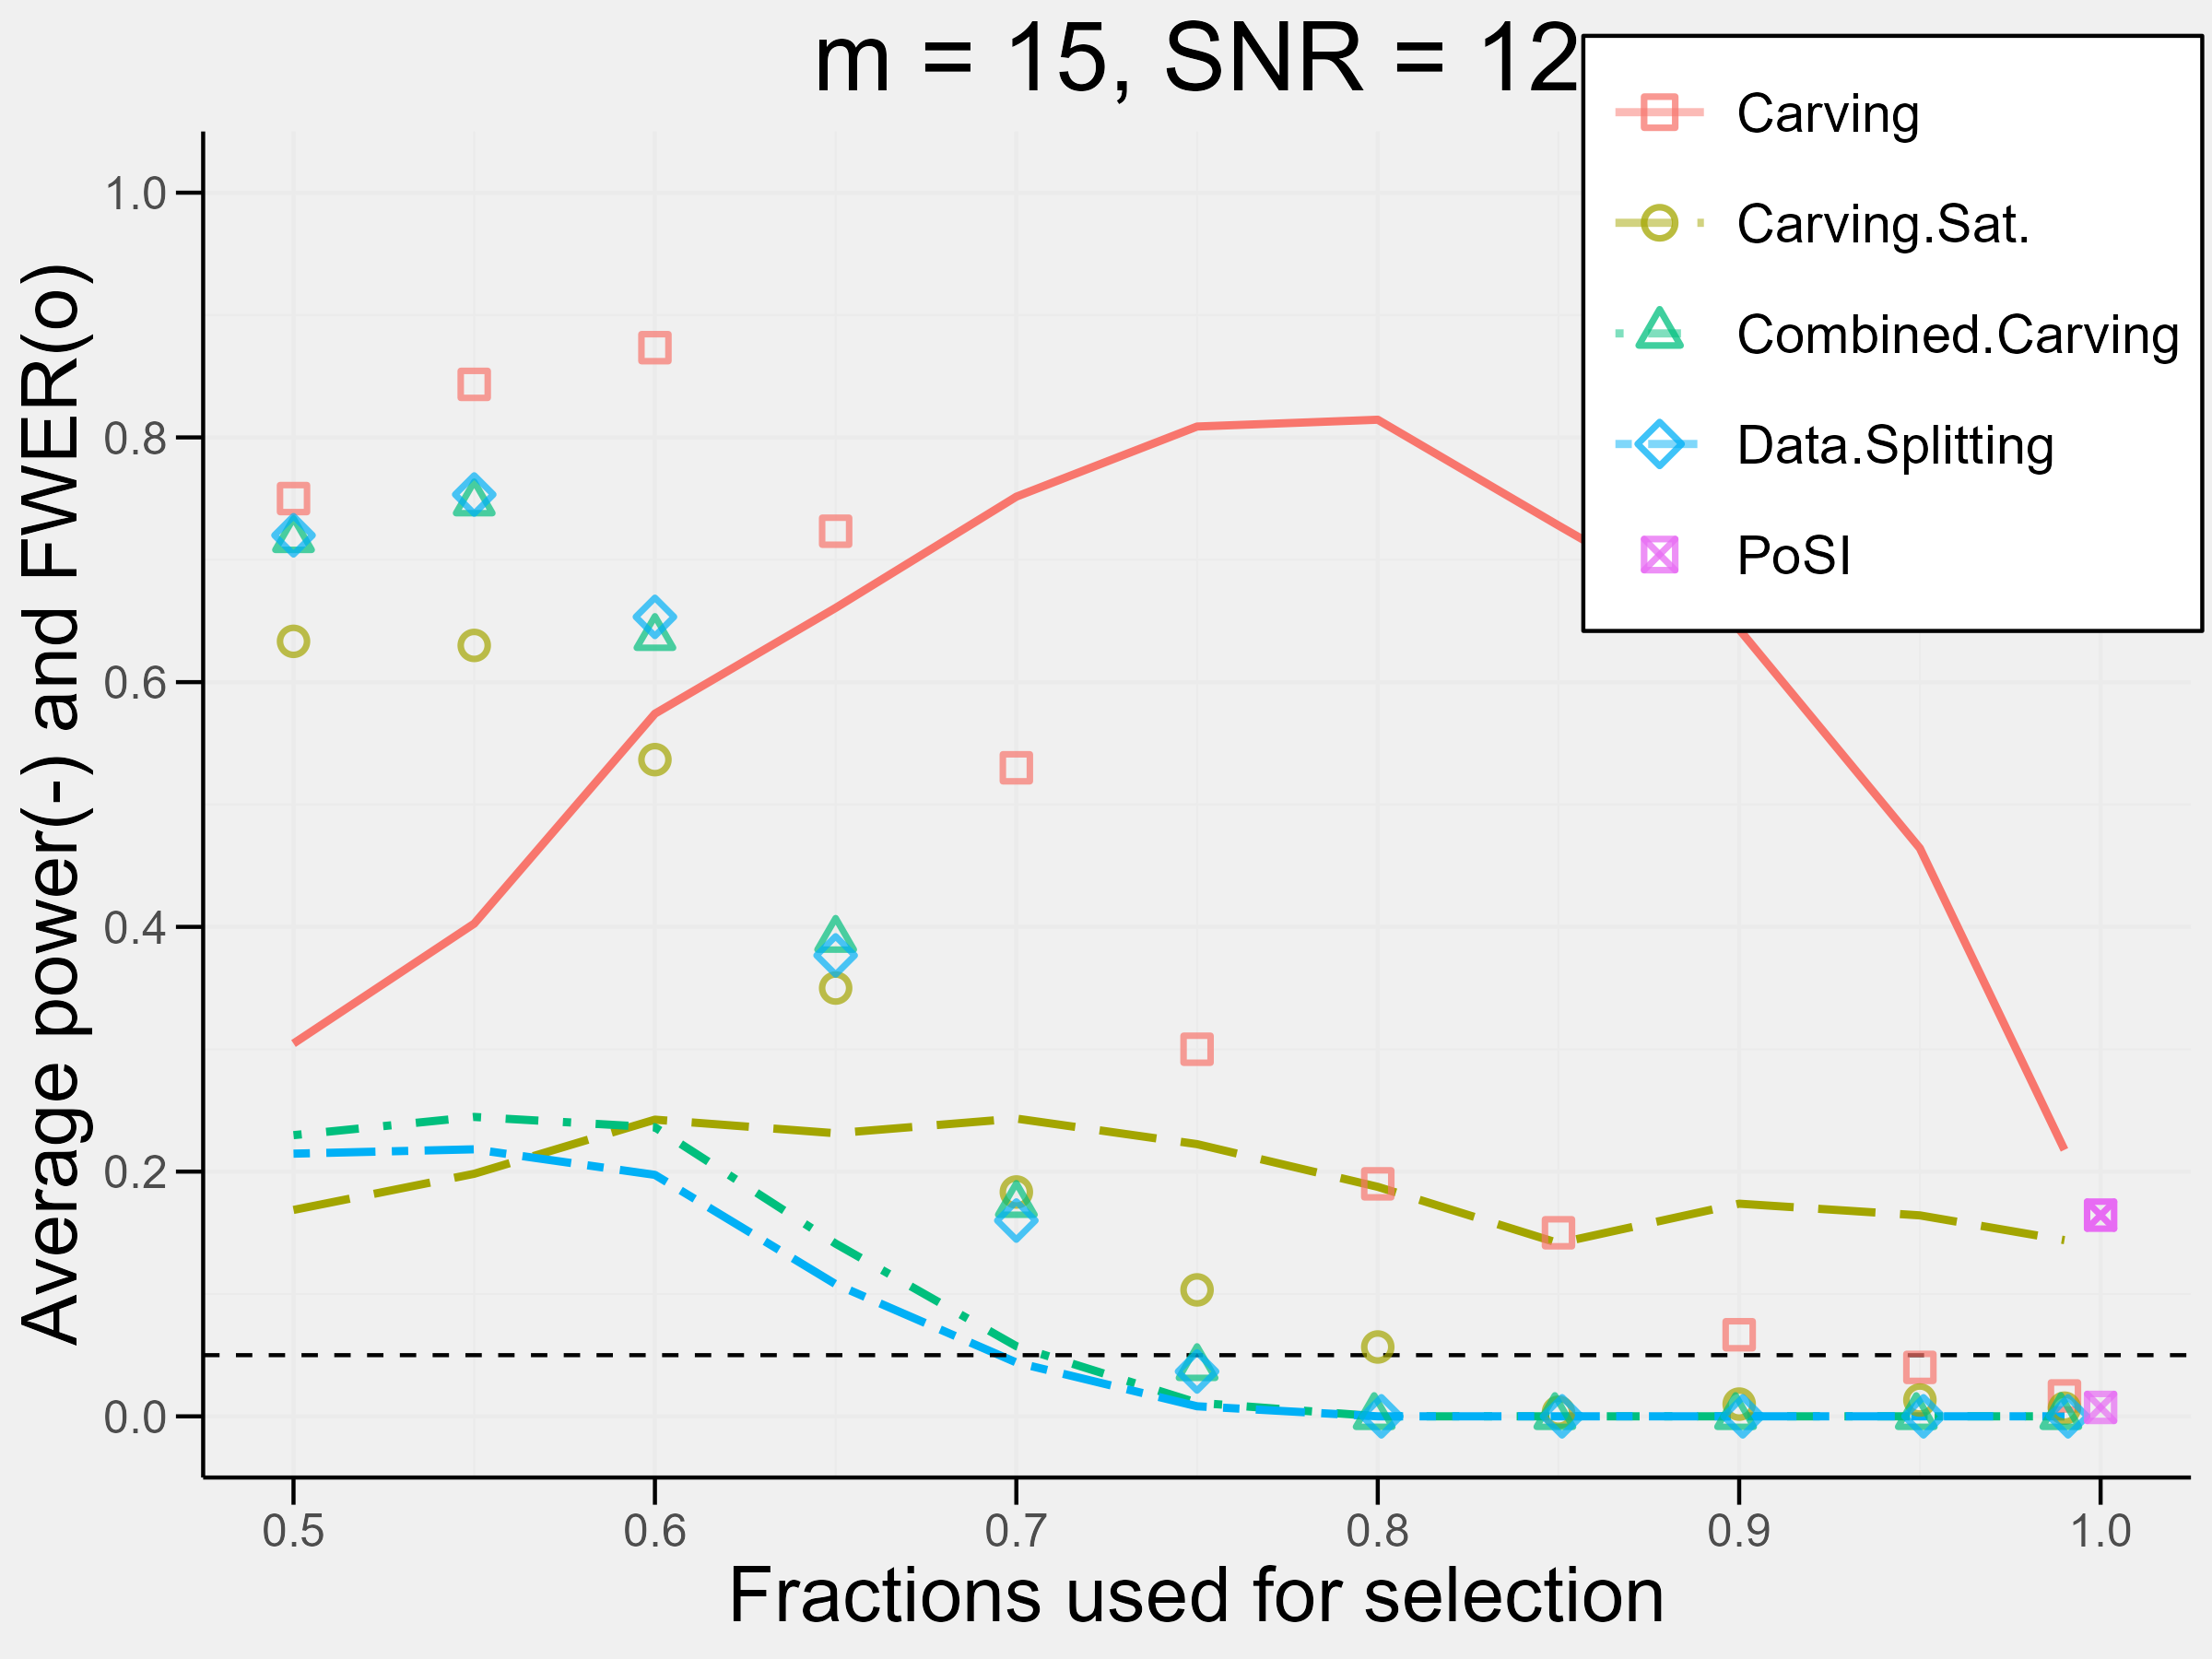 m = 15, SNR = 12
Carving
Carving.Sat.
Combined.Carving
Data.Splitting
PoSI
Average power(-) and FWER(o)
1.0
0.8
0.6
0.4
0.2
0.0
0.5 0.6 0.7 0.8 0.9 1.0
Fractions used for selection